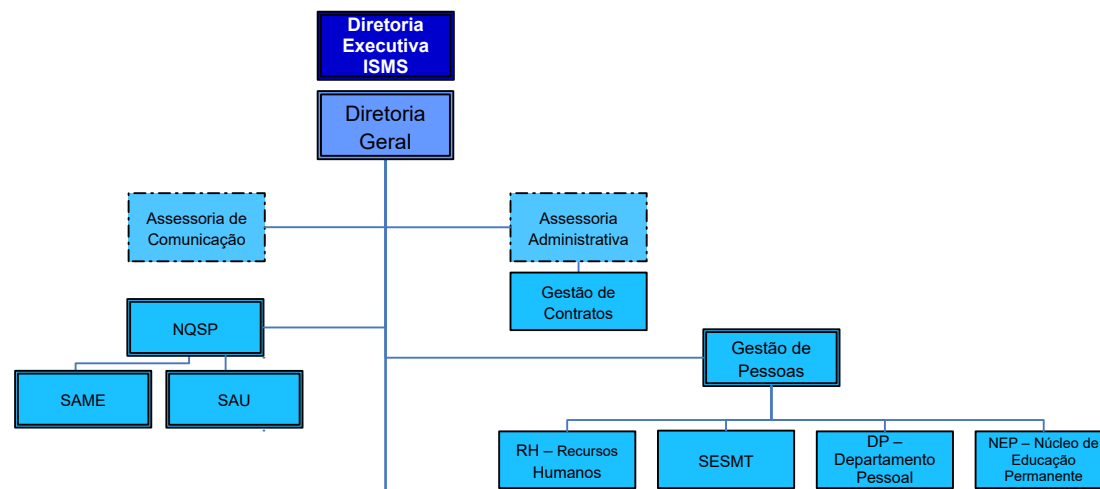 Diretoria
Executiva
ISMS
Diretoria
Geral
Assessoria de
Comunicação
Assessoria
Administrativa
Gestão de
Contratos
NQSP
Gestão de
Pessoas
SAME
SAU
RH – Recursos
Humanos
SESMT
DP –
Departamento
Pessoal
NEP – Núcleo de
Educação
Permanente